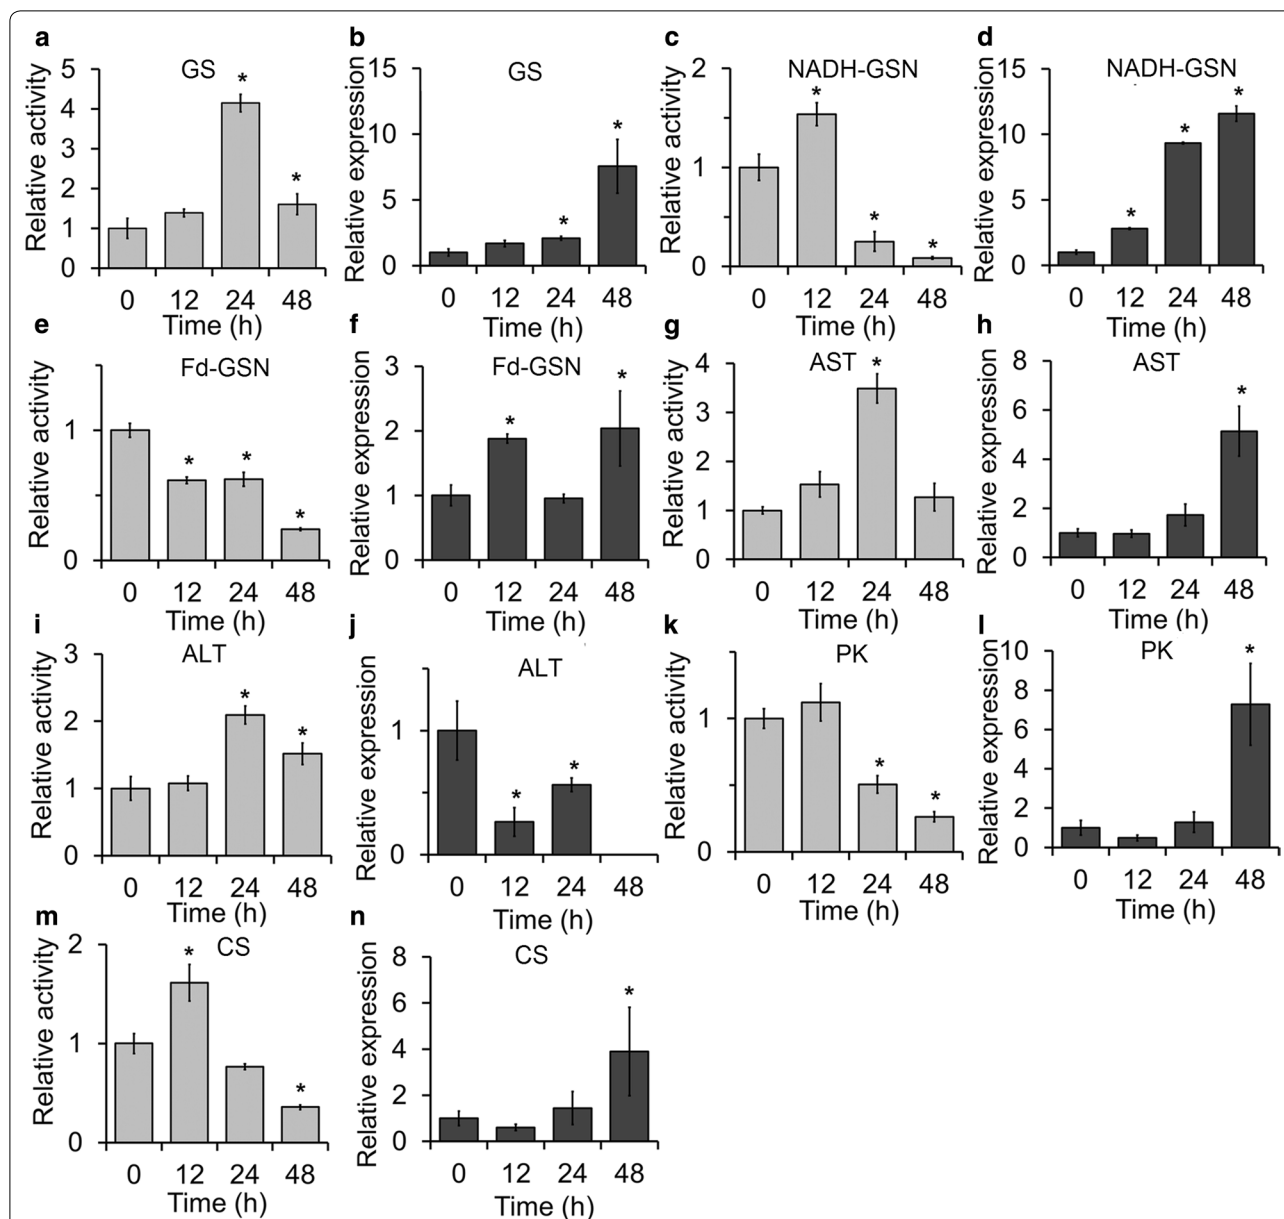 a
GS
Relative activity
5
4
3
2
1
0
*
*
0 12 24 48
Time (h)
b
GS
Relative expression
15
10
5
0
*
*
0 12 24 48
Time (h)
c
NADH-GSN
Relative activity
2
1
0
*
*
*
0 12 24 48
Time (h)
d
NADH-GSN
Relative expression
15
10
5
0
*
*
*
0 12 24 48
Time (h)
e
Fd-GSN
Relative activity
1
0
*
*
*
0 12 24 48
Time (h)
f
Fd-GSN
Relative expression
3
2
1
0
*
*
0 12 24 48
Time (h)
g
AST
Relative activity
4
3
2
1
0
*
0 12 24 48
Time (h)
h
AST
Relative expression
8
6
4
2
0
*
0 12 24 48
Time (h)
i
ALT
Relative activity
3
2
1
0
*
*
0 12 24 48
Time (h)
j
ALT
Relative expression
1
0
*
*
0 12 24 48
Time (h)
k
PK
Relative activity
1
0
*
*
0 12 24 48
Time (h)
l
PK
Relative expression
10
8
6
4
2
0
*
0 12 24 48
Time (h)
m
CS
Relative activity
2
1
0
*
*
0 12 24 48
Time (h)
n
CS
Relative expression
8
6
4
2
0
*
0 12 24 48
Time (h)